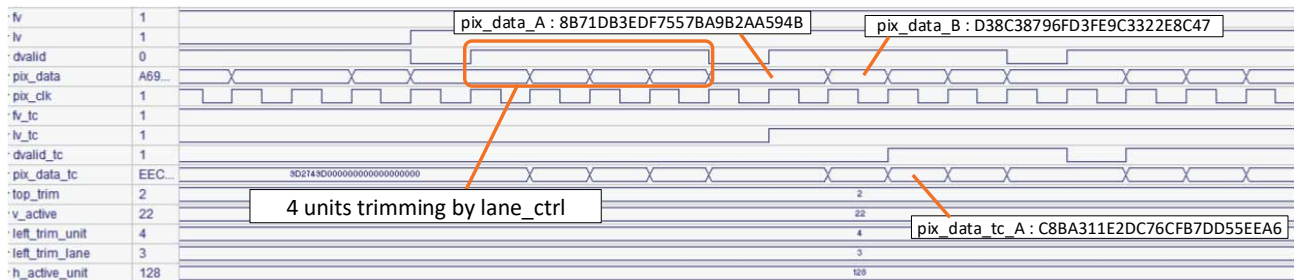 fv 1
pix_data_A : 8B71DB3EDF7557BA9B2AA594B
pix_data_B : D38C38796FD3FE9C3322E8C47
lv 1
dvalid 0
pix_data A69...
pix_clk 1
fv_tc 1
lv_tc 1
dvalid_tc 1
pix_data_tc EEC... 3D2743D000000000000000000
top_trim 2 2
4 units trimming by lane_ctrl
v_active 22 22
pix_data_tc_A : C8BA311E2DC76CFB7DD55EEA6
left_trim_unit 4 4
left_trim_lane 3 3
h_active_unit 128 128